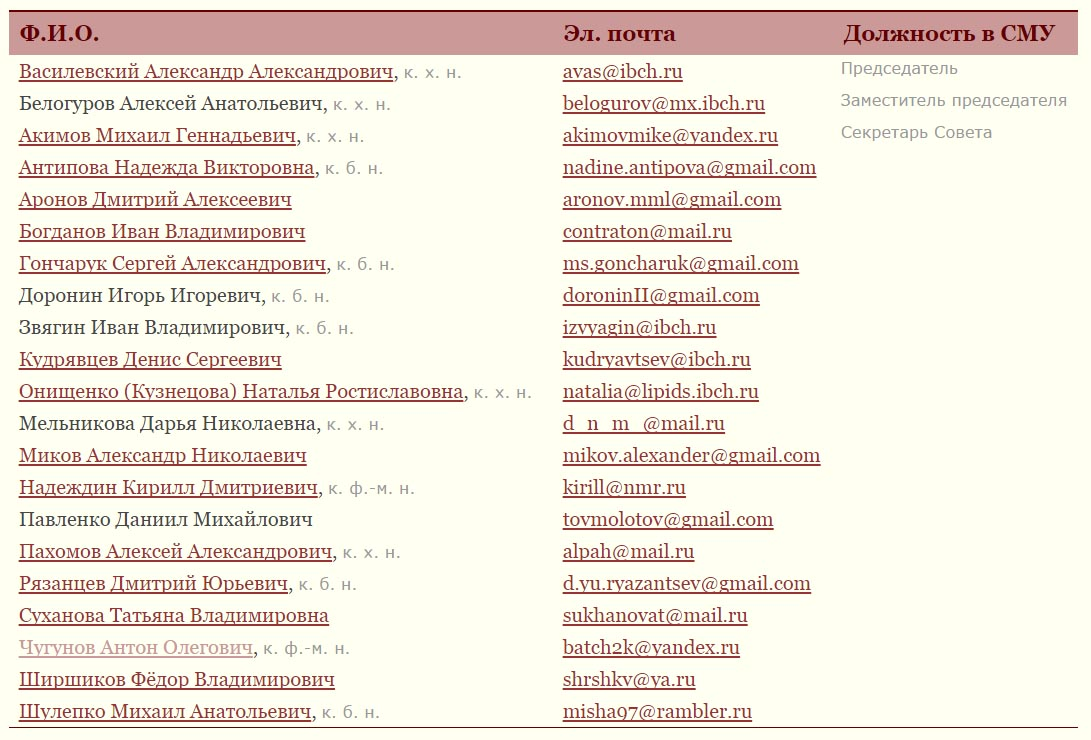 Ф.И.О. Эл. почта Должность в СМУ
Василевский Александр Александрович, к. х. н. avas@ibch.ru Председатель
Белогуров Алексей Анатольевич, к. х. н. belogurov@mx.ibch.ru Заместитель председателя
Акимов Михаил Геннадьевич, к. х. н. akimovmike@yandex.ru Секретарь Совета
Антипова Надежда Викторовна, к. б. н. nadine.antipova@gmail.com
Аронов Дмитрий Алексеевич aronov.mml@gmail.com
Богданов Иван Владимирович contraton@mail.ru
Гончарук Сергей Александрович, к. б. н. ms.goncharuk@gmail.com
Доронин Игорь Игоревич, к. б. н. doroninII@gmail.com
Звягин Иван Владимирович, к. б. н. izvyagin@ibch.ru
Кудрявцев Денис Сергеевич kudryavtsev@ibch.ru
Онищенко (Кузнецова) Наталья Ростиславовна, к. х. н. natalia@lipids.ibch.ru
Мельникова Дарья Николаевна, к. х. н. d_n_m_@mail.ru
Миков Александр Николаевич mikov.alexander@gmail.com
Надеждин Кирилл Дмитриевич, к. ф.-м. н. kirill@nmr.ru
Павленко Даниил Михайлович tovmolotov@gmail.com
Пахомов Алексей Александрович, к. х. н. alpah@mail.ru
Рязанцев Дмитрий Юрьевич, к. б. н. d.yu.ryazantsev@gmail.com
Суханова Татьяна Владимировна sukhanovat@mail.ru
Чугунов Антон Олегович, к. ф.-м. н. batch2k@yandex.ru
Ширшиков Фёдор Владимирович shrshkv@ya.ru
Шулепко Михаил Анатольевич, к. б. н. misha97@rambler.ru